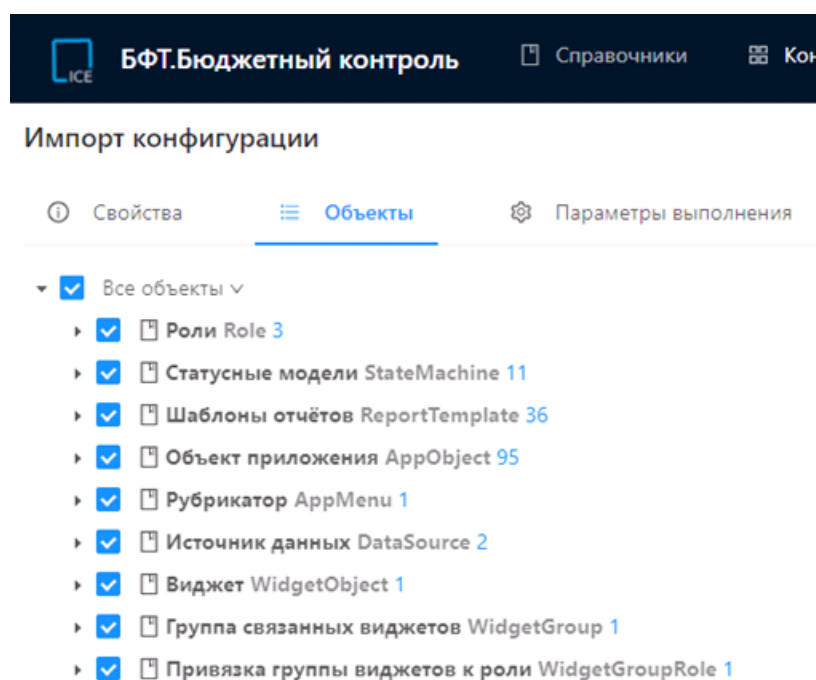 ICE БФТ.Бюджетный контроль Справочники Кон
Импорт конфигурации
Свойства Объекты Параметры выполнения
Все объекты
Роли Role 3
Статусные модели StateMachine 11
Шаблоны отчётов ReportTemplate 36
Объект приложения AppObject 95
Рубрикатор AppMenu 1
Источник данных DataSource 2
Виджет WidgetObject 1
Группа связанных виджетов WidgetGroup 1
Привязка группы виджетов к роли WidgetGroupRole 1